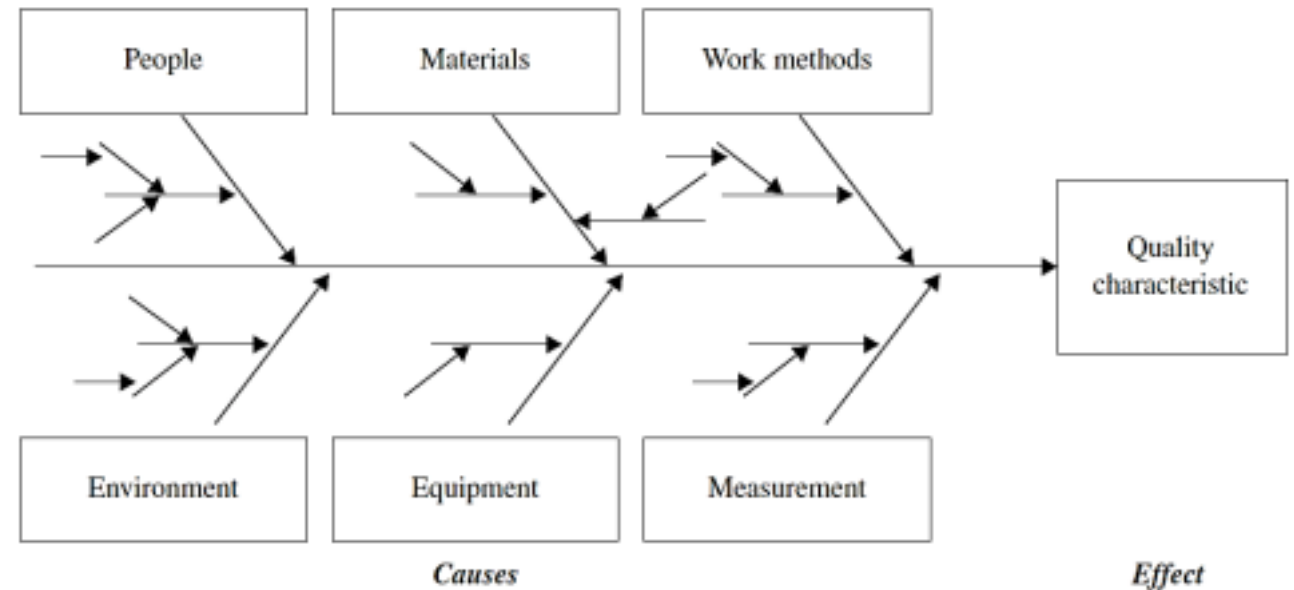 People
Materials
Work methods
Quality
characteristic
Environment
Equipment
Measurement
Causes
Effect